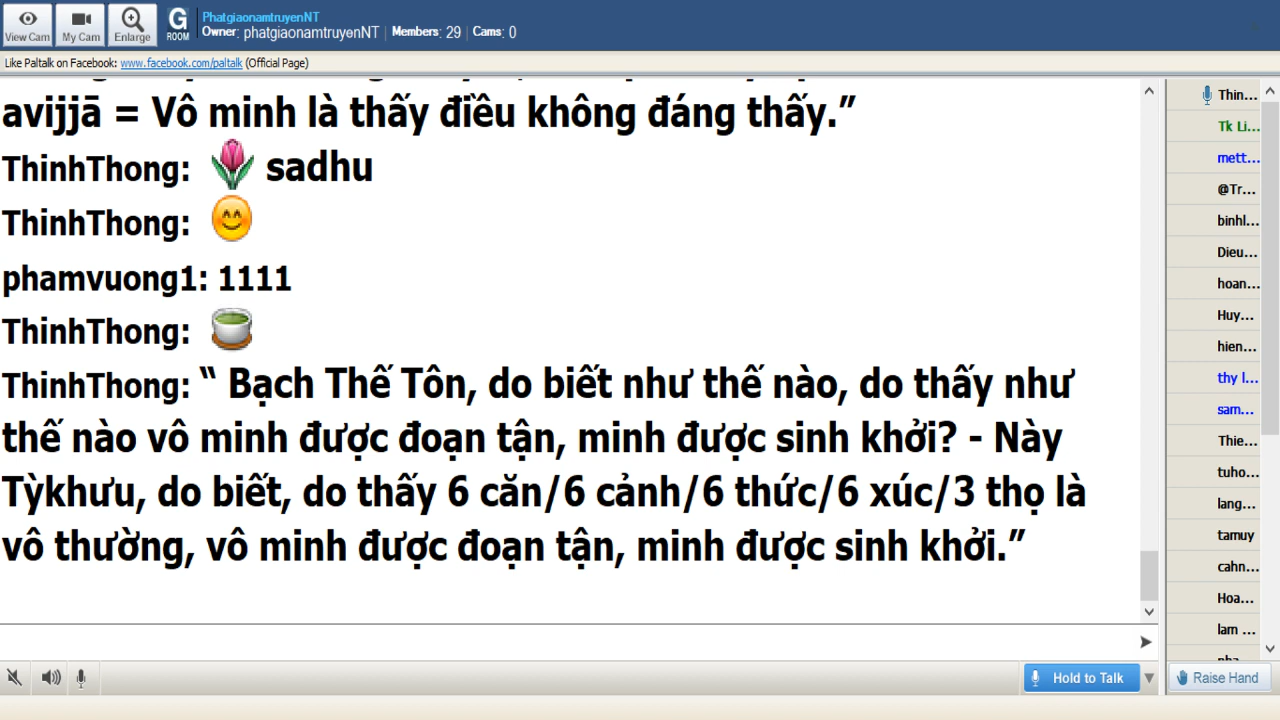 PhatgiaonamtruyenNT
View Cam
My Cam
Enlarge
G ROOM
Owner: phatgiaonamtruyenNT | Members: 29 | Cams: 0
Like Paltalk on Facebook: www.facebook.com/paltalk (Official Page)
avijjā = Vô minh là thấy điều không đáng thấy.”
ThinhThong: sadhu
ThinhThong:
phamvuong1: 1111
ThinhThong:
ThinhThong: “ Bạch Thế Tôn, do biết như thế nào, do thấy như
thế nào vô minh được đoạn tận, minh được sinh khởi? - Này
Tỳkhưu, do biết, do thấy 6 căn/6 cảnh/6 thức/6 xúc/3 thọ là
vô thường, vô minh được đoạn tận, minh được sinh khởi.”
Thin...
Tk Li...
mett...
@Tr...
binhl...
Dieu...
hoan...
Huy...
hien...
thy l...
sam...
Thie...
tuho...
lang...
tamuy
cahn...
Hoa...
lam ...
Hold to Talk
Raise Hand